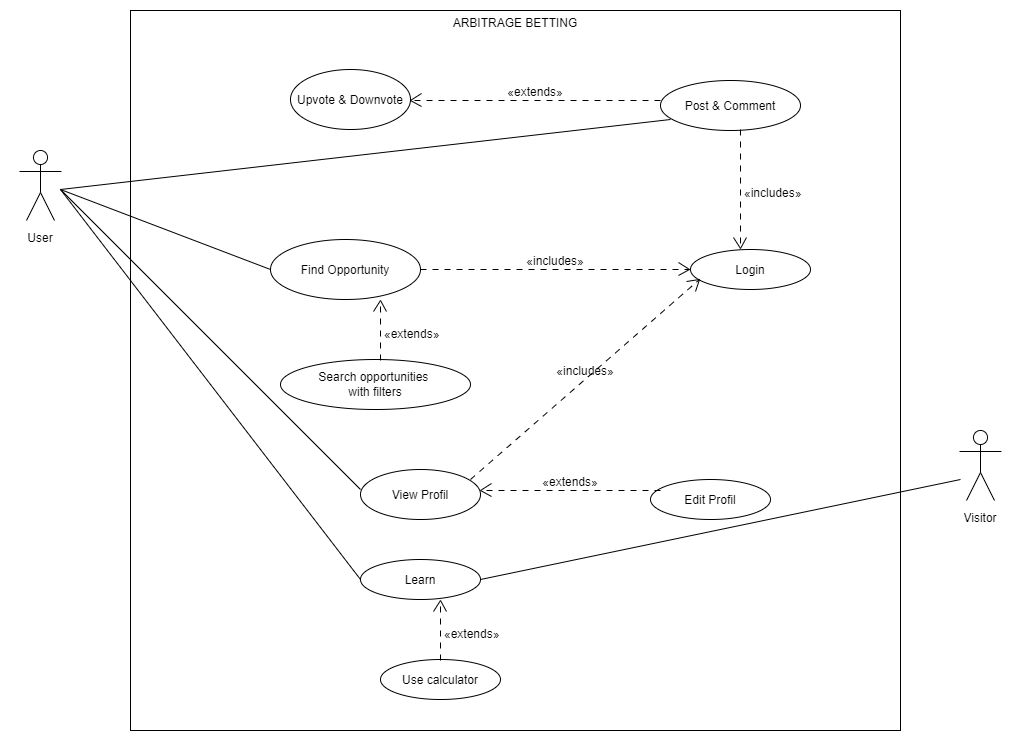 ARBITRAGE BETTING
Upvote & Downvote
«extends»
Post & Comment
«includes»
User
Find Opportunity
«includes»
Login
«extends»
Search opportunities
with filters
«includes»
View Profil
«extends»
Edit Profil
Visitor
Learn
«extends»
Use calculator